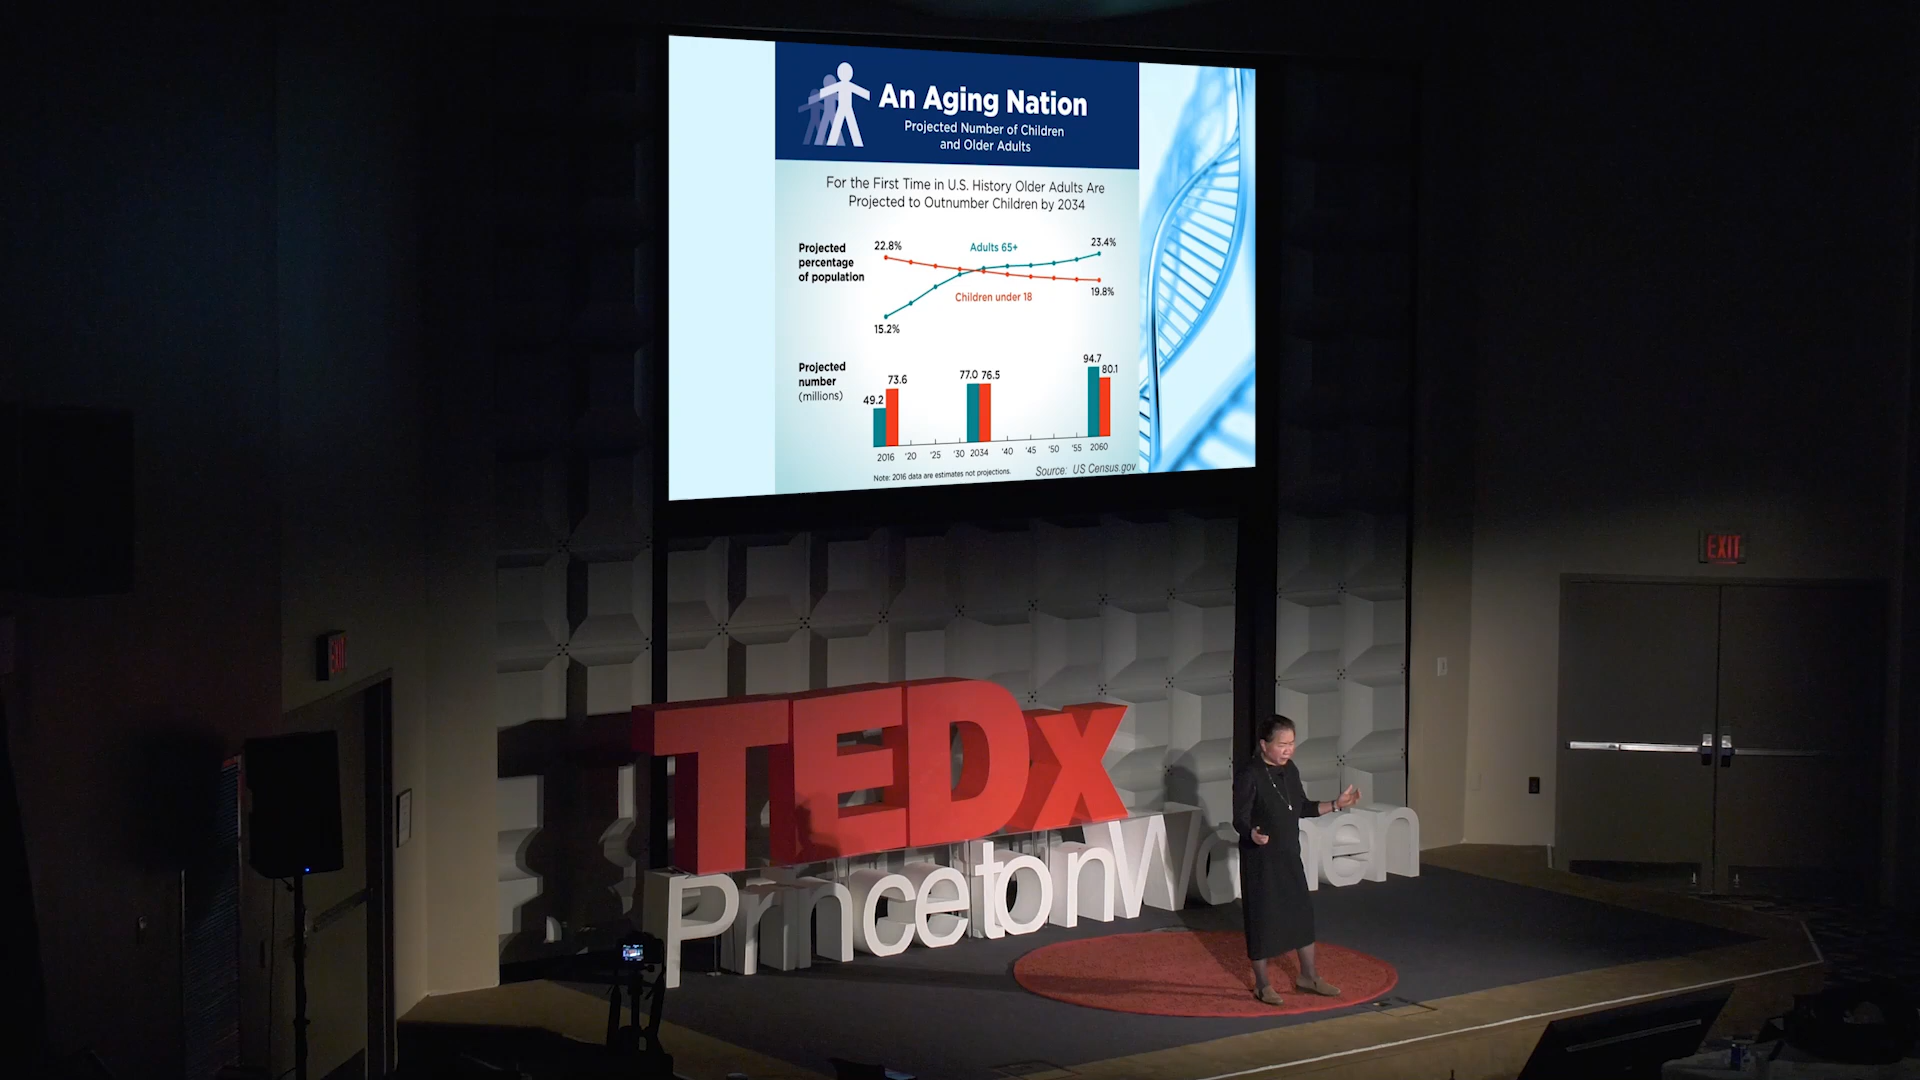 An Aging Nation
Projected Number of Children
and Older Adults
For the First Time in U.S. History Older Adults Are
Projected to Outnumber Children by 2034
Projected
percentage
of population
22.8%
Adults 65+
23.4%
Children under 18
19.8%
15.2%
Projected
number
(millions)
49.2
73.6
77.0 76.5
94.7
80.1
2016 '20 '25 '30 2034 '40 '45 '50 '55 2060
Note: 2016 data are estimates not projections.
Source: US Census.gov
EXIT
EXIT
TEDx
PrincetonWomen